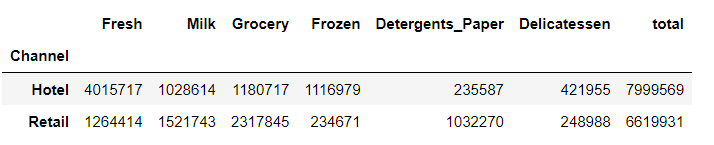 Fresh Milk Grocery Frozen Detergents_Paper Delicatessen total
Channel
Hotel 4015717 1028614 1180717 1116979 235587 421955 7999569
Retail 1264414 1521743 2317845 234671 1032270 248988 6619931